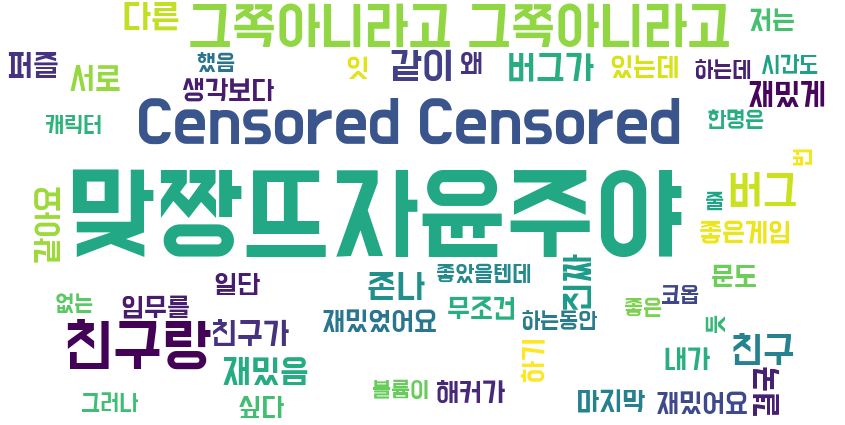 다른 그쪽아니라고 그쪽아니라고 저는
퍼즐 서로 했음 생각보다 잇 같이 왜 버그가 있는데 하는데 시간도 재밌게
캐릭터 Censored Censored 한명은
번
같아여 맞짱뜨자윤주야 줄 버그
좋은게임
일단 존나 좋았을텐데 진짜 문도
없는 임무를 무조건 좋은 코옵
친구랑 친구가 재밌었어요 하는동안 듯
재밌음 하기 내가 친구
그러나 싶다 볼륨이 해커가 마지막 재밌어요